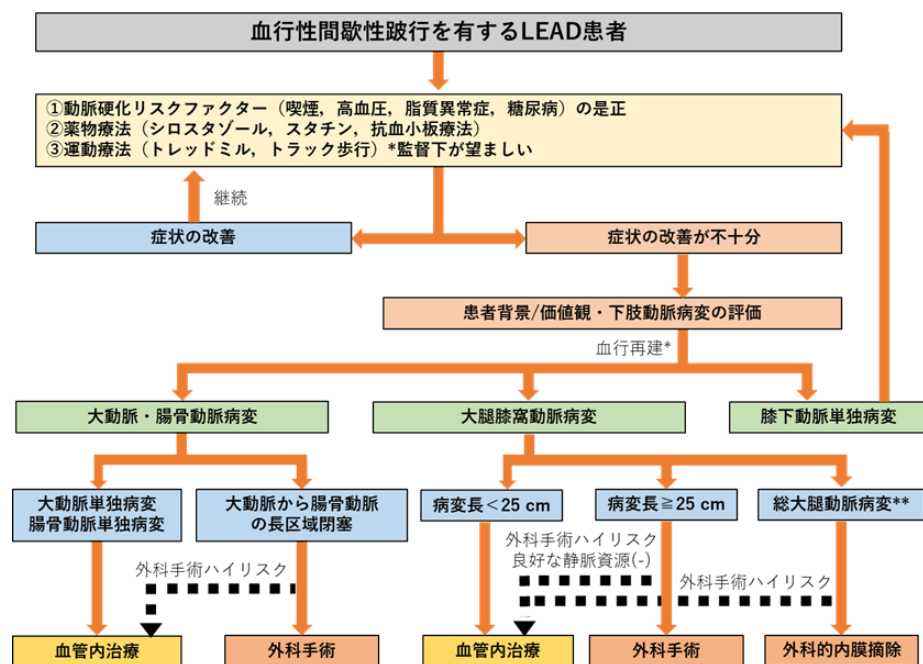 血行性間歇性跛行を有するLEAD患者
①動脈硬化リスクファクター（喫煙，高血圧，脂質異常症，糖尿病）の是正
②薬物療法（シロスタゾール，スタチン，抗血小板療法）
③運動療法（トレッドミル，トラック歩行）*監督下が望ましい
継続
症状の改善
症状の改善が不十分
患者背景/価値観・下肢動脈病変の評価
血行再建*
大動脈・腸骨動脈病変
大腿膝窩動脈病変
膝下動脈単独病変
大動脈単独病変
腸骨動脈単独病変
大動脈から腸骨動脈
の長区域閉塞
病変長＜25 cm
病変長≧25 cm
総大腿動脈病変**
外科手術ハイリスク
外科手術ハイリスク
良好な静脈資源(-)
外科手術ハイリスク
血管内治療
外科手術
血管内治療
外科手術
外科的内膜摘除